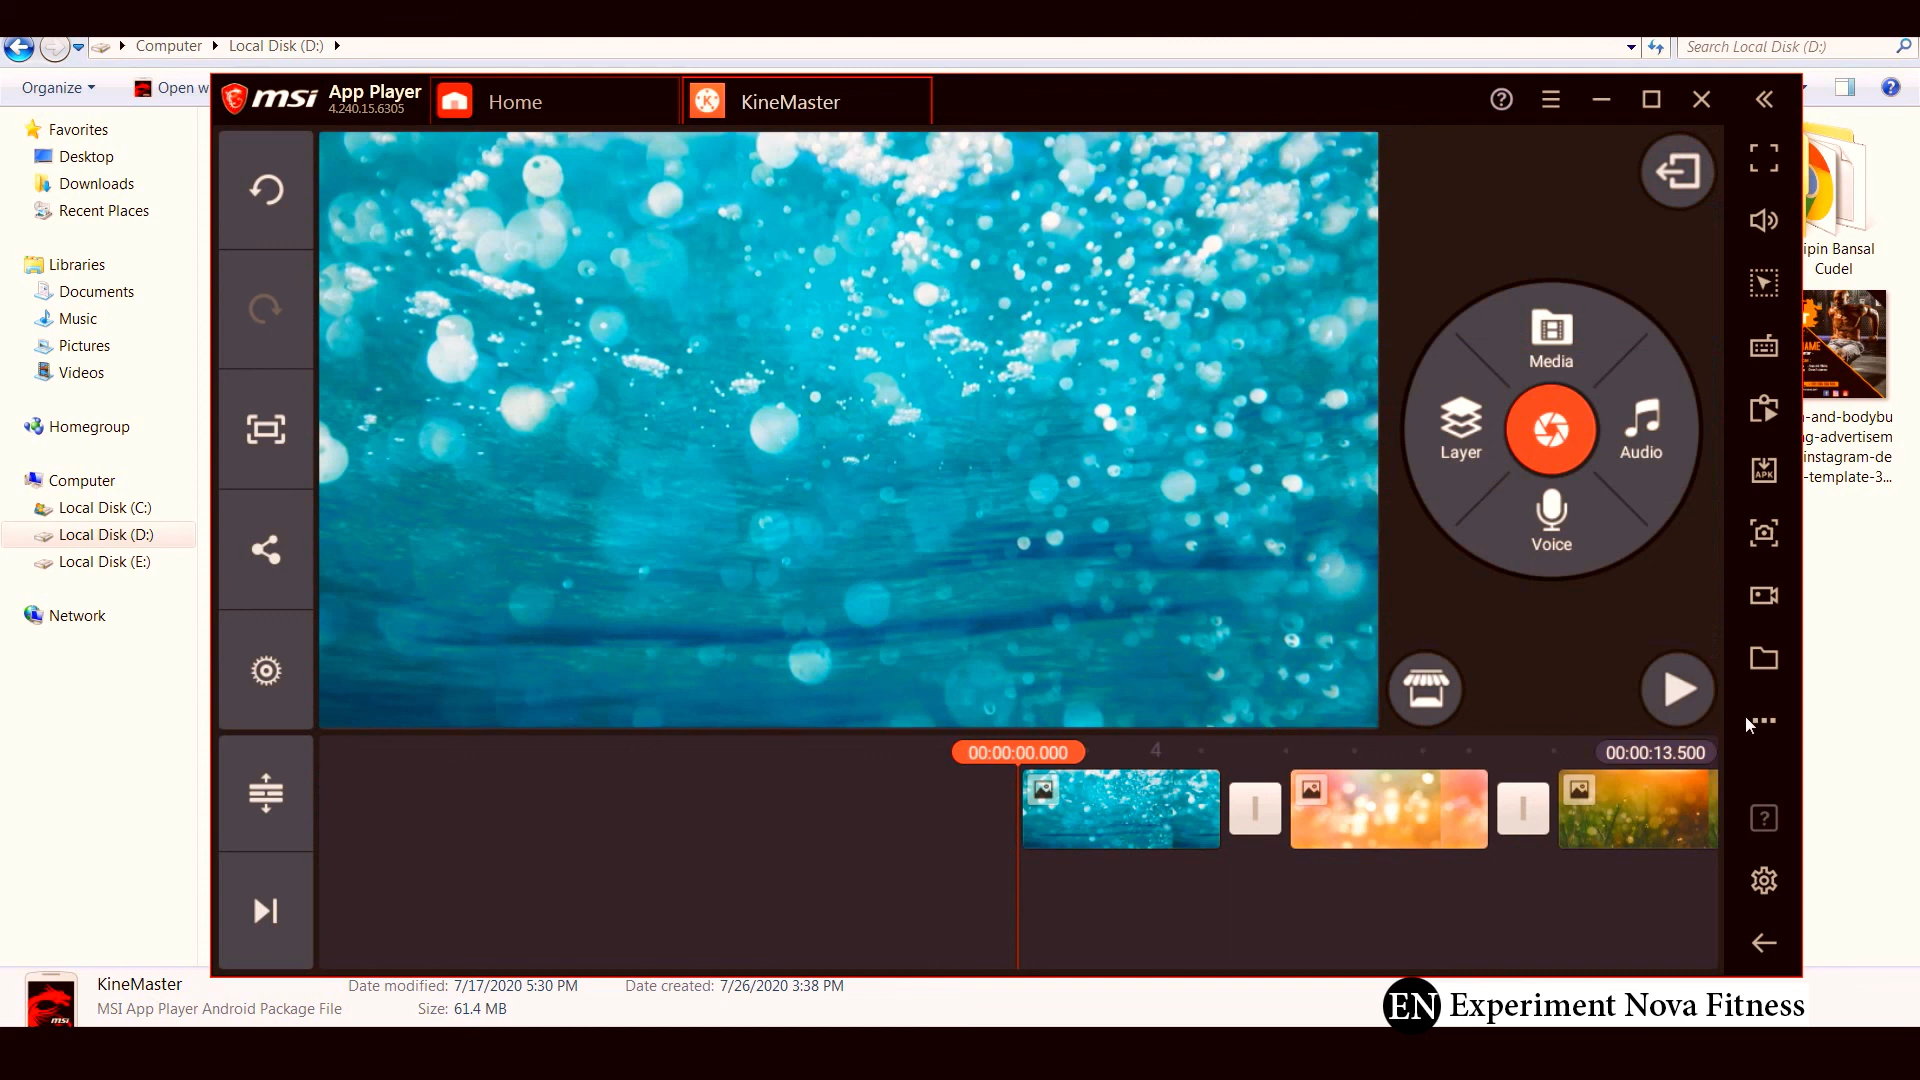 Computer
Local Disk (D:)
Search Local Disk (D:)
Organize
Open w
msi
App Player
4.240.15.6305
Home
KineMaster
Favorites
Desktop
Downloads
Recent Places
Libraries
Documents
Music
Pictures
Videos
Homegroup
Computer
Local Disk (C:)
Local Disk (D:)
Local Disk (E:)
Network
Media
Layer
Audio
Voice
APK
ipin Bansal
Cudel
AME
-and-bodybu
g-advertisem
instagram-de
-template-3...
00:00:00.000
4
00:00:13.500
KineMaster
MSI App Player Android Package File
Date modified: 7/17/2020 5:30 PM
Size: 61.4 MB
Date created: 7/26/2020 3:38 PM
msi
EN Experiment Nova Fitness